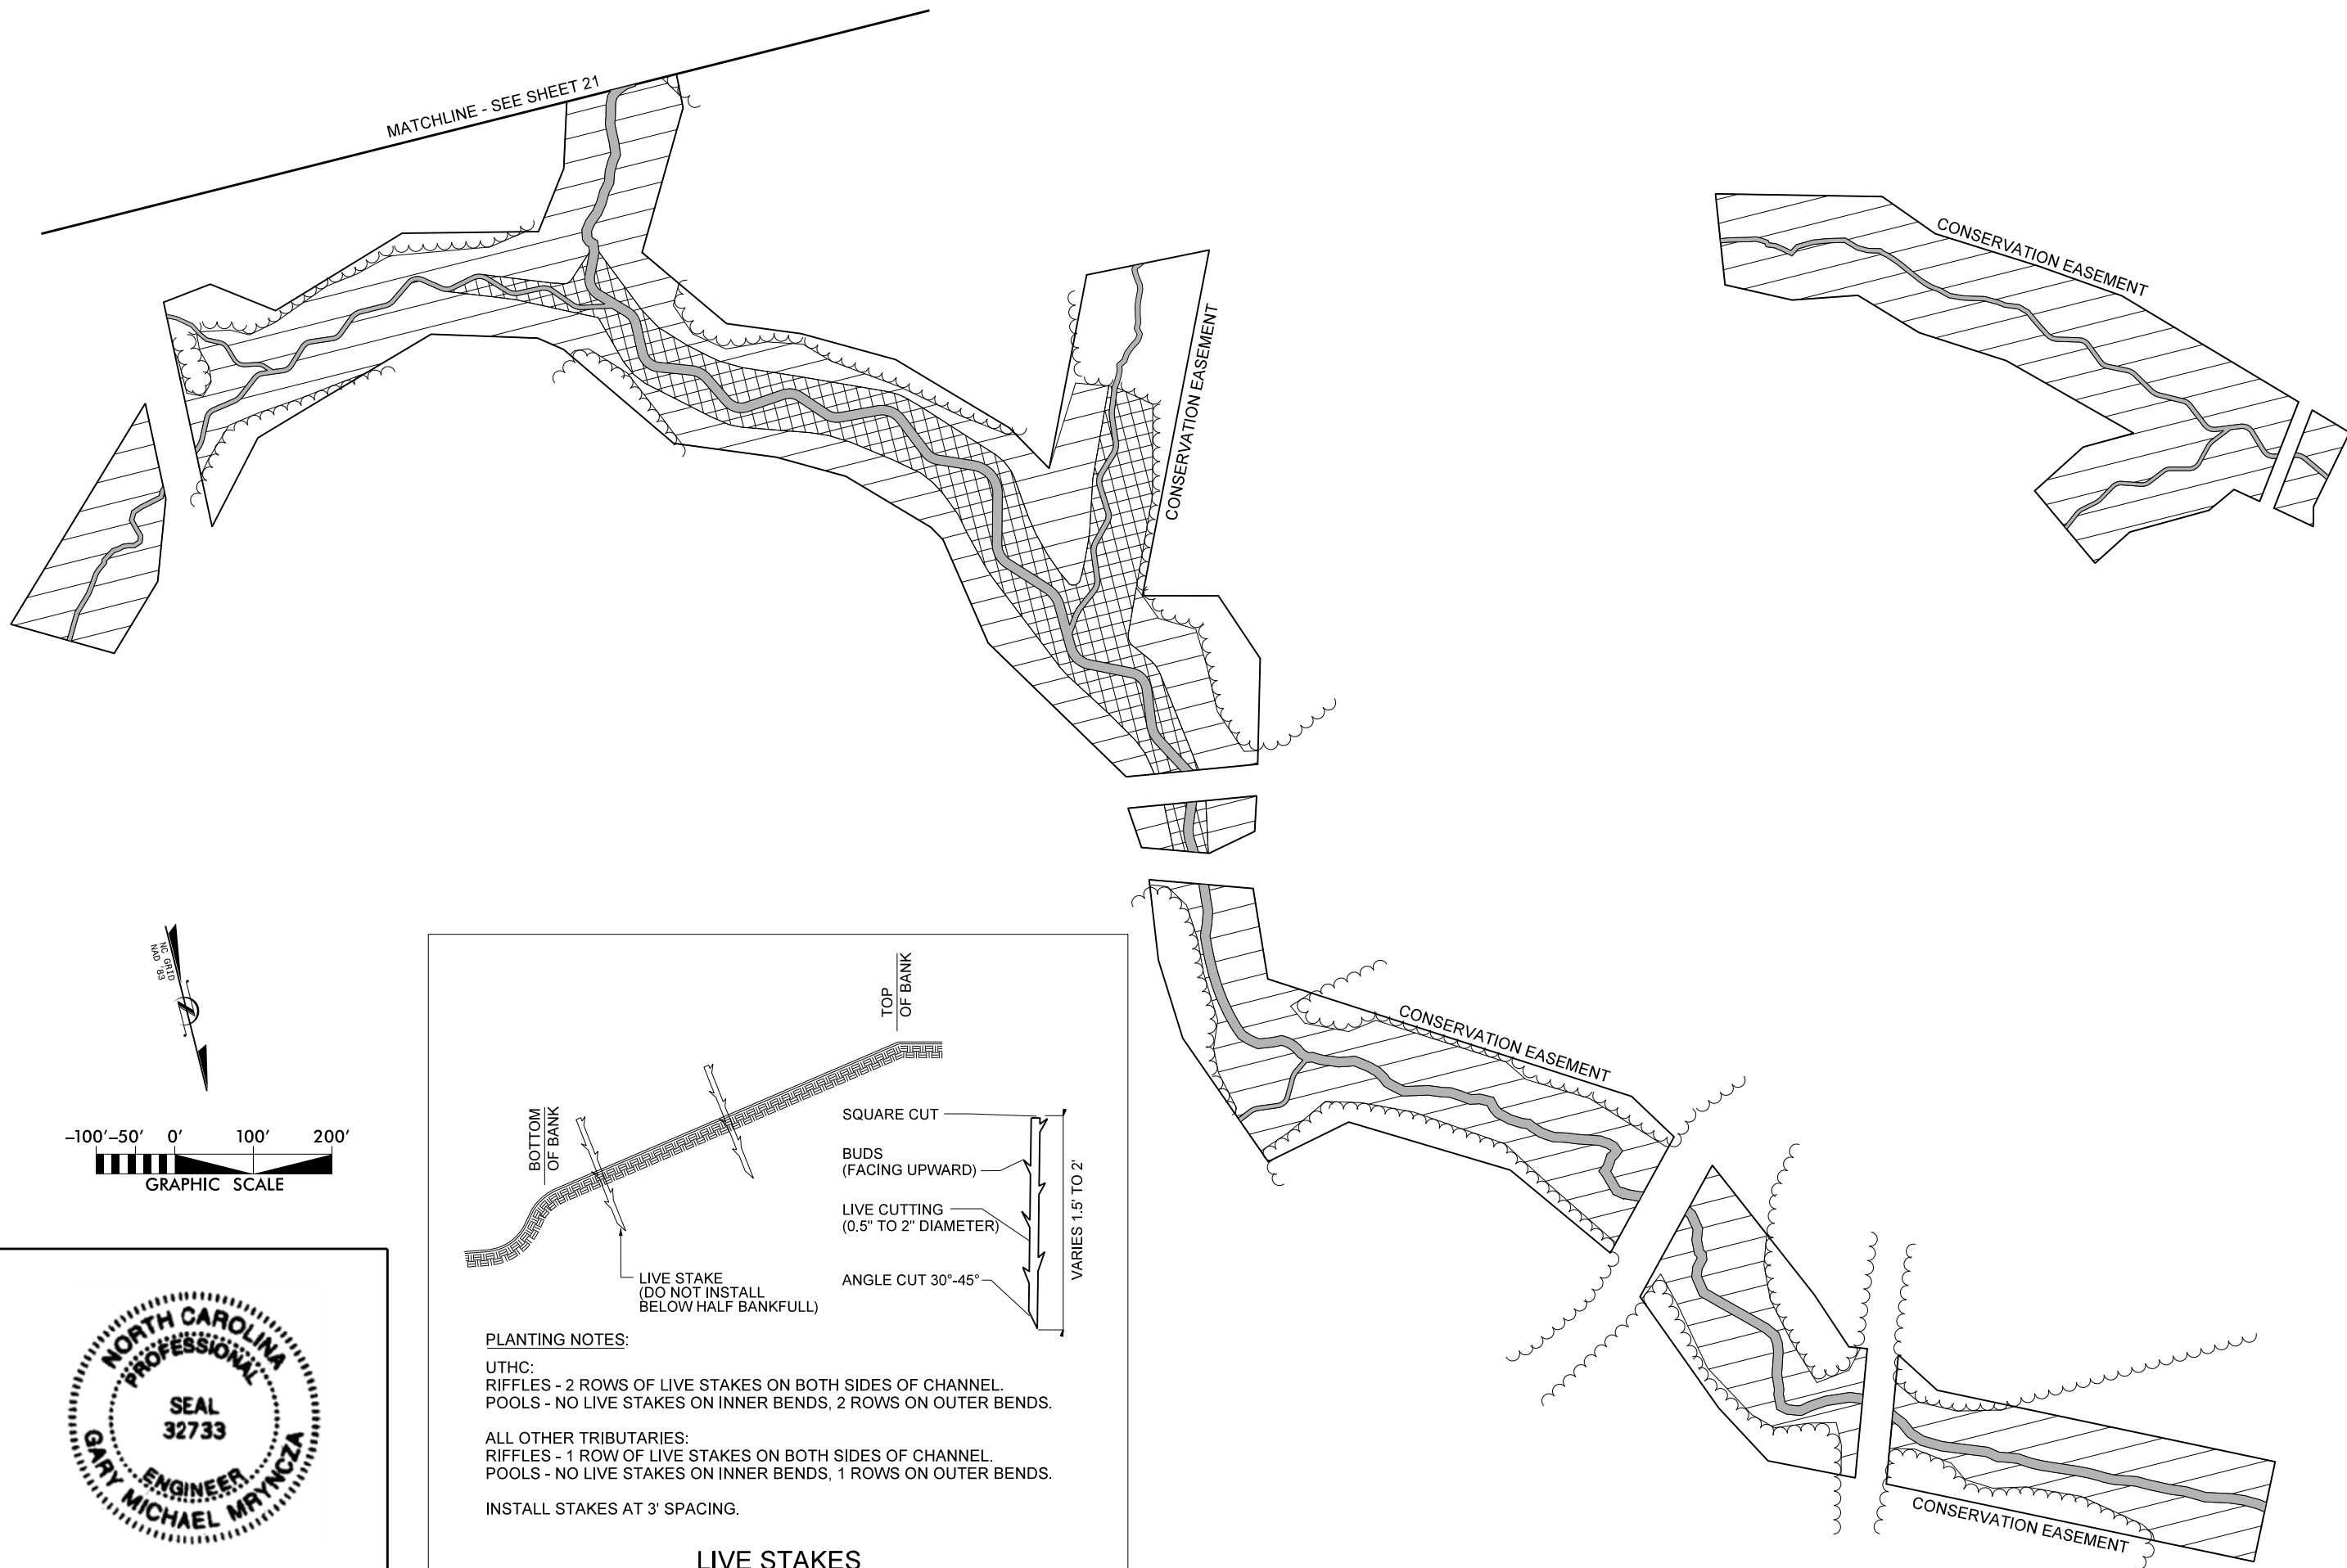 MATCHLINE - SEE SHEET 21
CONSERVATION EASEMENT
CONSERVATION EASEMENT
NC GRID
NAD '83
–100' –50' 0' 100' 200'
GRAPHIC SCALE
NORTH CAROLINA
PROFESSIONAL
SEAL
32733
ENGINEER
GARY MICHAEL MRYNCZA
TOP
OF BANK
BOTTOM
OF BANK
SQUARE CUT
BUDS
(FACING UPWARD)
LIVE CUTTING
(0.5" TO 2" DIAMETER)
ANGLE CUT 30°-45°
VARIES 1.5' TO 2'
LIVE STAKE
(DO NOT INSTALL
BELOW HALF BANKFULL)
PLANTING NOTES:
UTHC:
RIFFLES - 2 ROWS OF LIVE STAKES ON BOTH SIDES OF CHANNEL.
POOLS - NO LIVE STAKES ON INNER BENDS, 2 ROWS ON OUTER BENDS.
ALL OTHER TRIBUTARIES:
RIFFLES - 1 ROW OF LIVE STAKES ON BOTH SIDES OF CHANNEL.
POOLS - NO LIVE STAKES ON INNER BENDS, 1 ROWS ON OUTER BENDS.
INSTALL STAKES AT 3' SPACING.
LIVE STAKES
CONSERVATION EASEMENT
CONSERVATION EASEMENT